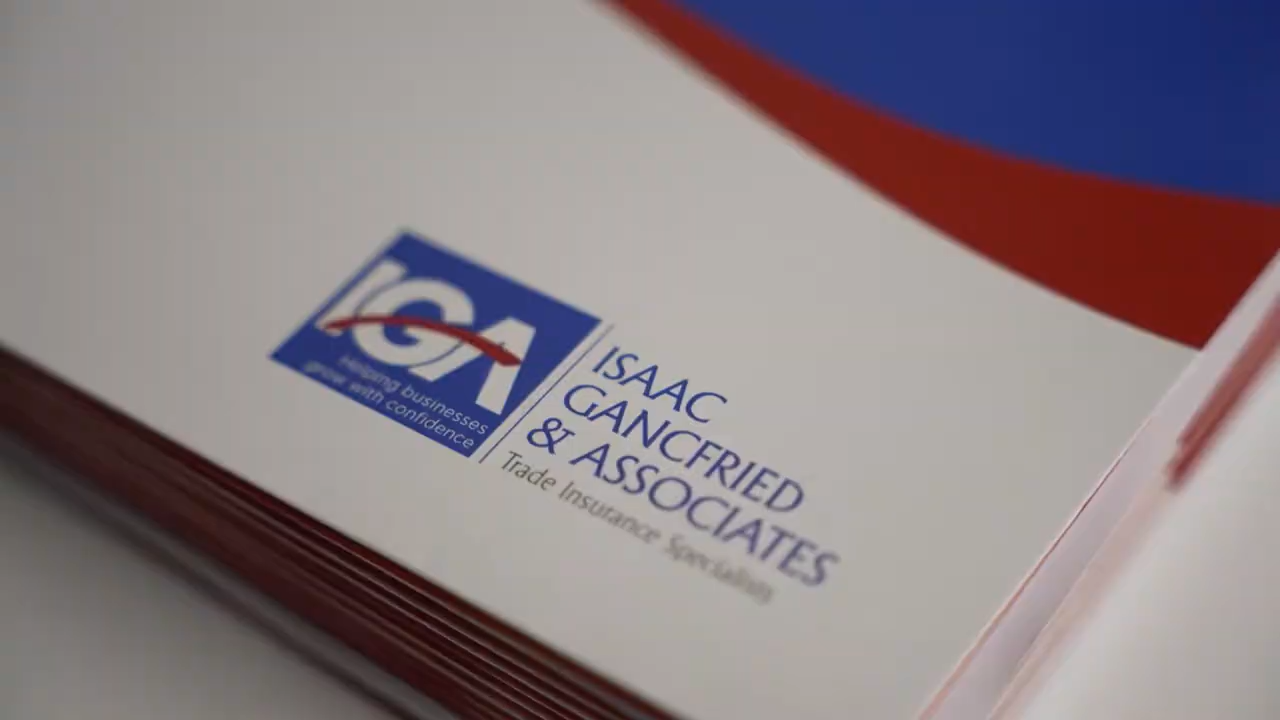 IGA
Helping businesses
grow with confidence
ISAAC
GANCFRIED
& ASSOCIATES
Trade Insurance Specialists